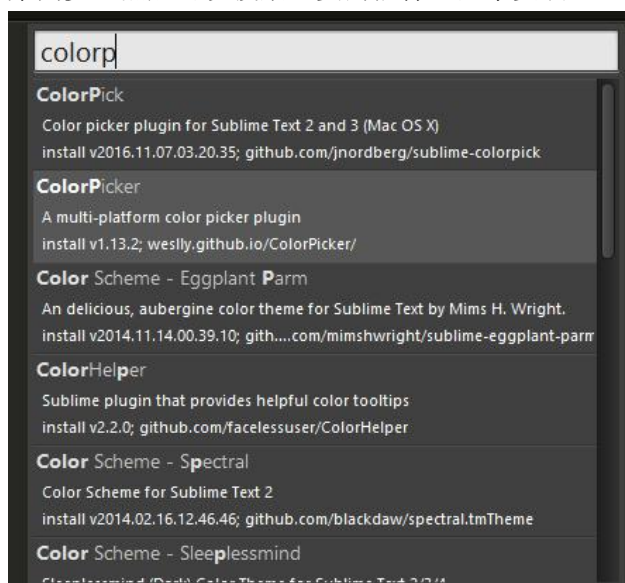 colorp
ColorPick
Color picker plugin for Sublime Text 2 and 3 (Mac OS X)
install v2016.11.07.03.20.35; github.com/jnordberg/sublime-colorpick
ColorPicker
A multi-platform color picker plugin
install v1.13.2; weslly.github.io/ColorPicker/
Color Scheme - Eggplant Parm
An delicious, aubergine color theme for Sublime Text by Mims H. Wright.
install v2014.11.14.00.39.10; gith....com/mimshwright/sublime-eggplant-parm
ColorHelper
Sublime plugin that provides helpful color tooltips
install v2.2.0; github.com/facelessuser/ColorHelper
Color Scheme - Spectral
Color Scheme for Sublime Text 2
install v2014.02.16.12.46.46; github.com/blackdaw/spectral.tmTheme
Color Scheme - Sleeplessmind